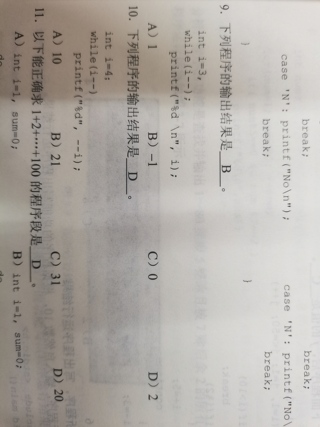 break;
break;
case 'N': printf("No\n");
case 'N': printf("No\
break;
break;
}
}
9. 下列程序的输出结果是 B 。
int i=3,
while(i--);
printf("%d \n", i);
A) 1 B) -1 C) 0 D) 2
10. 下列程序的输出结果是 D 。
int i=4;
while(i--)
printf("%d", --i);
A) 10 B) 21 C) 31 D) 20
11. 以下能正确求 1+2+…+100 的程序段是 D 。
A) int i=1, sum=0; B) int i=1, sum=0;
do do